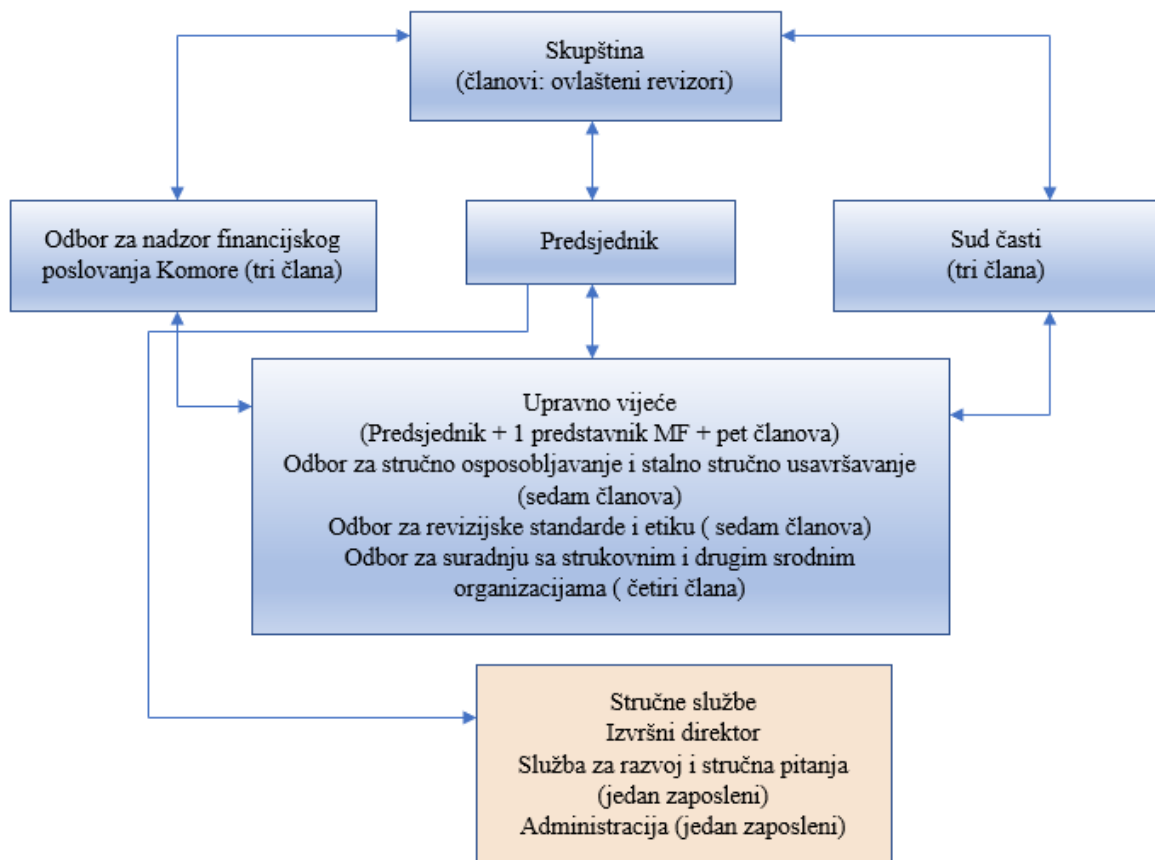 Skupština
(članovi: ovlašteni revizori)
Odbor za nadzor financijskog
poslovanja Komore (tri člana)
Predsjednik
Sud časti
(tri člana)
Upravno vijeće
(Predsjednik + 1 predstavnik MF + pet članova)
Odbor za stručno osposobljavanje i stalno stručno usavršavanje
(sedam članova)
Odbor za revizijske standarde i etiku ( sedam članova)
Odbor za suradnju sa strukovnim i drugim srodnim
organizacijama ( četiri člana)
Stručne službe
Izvršni direktor
Služba za razvoj i stručna pitanja
(jedan zaposleni)
Administracija (jedan zaposleni)